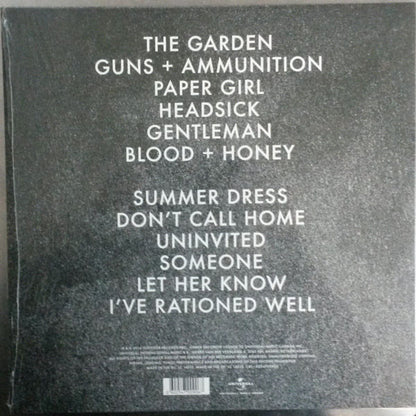 THE GARDEN
GUNS + AMMUNITION
PAPER GIRL
HEADSICK
GENTLEMAN
BLOOD + HONEY
SUMMER DRESS
DON'T CALL HOME
UNINVITED
SOMEONE
LET HER KNOW
I'VE RATIONED WELL
UNIVERSAL